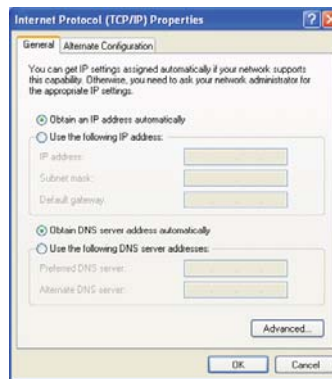 Internet Protocol (TCP/IP) Properties
General
Alternate Configuration
You can get IP settings assigned automatically if your network supports
this capability. Otherwise, you need to ask your network administrator for
the appropriate IP settings.
Obtain an IP address automatically
Use the following IP address:
IP address:
Subnet mask:
Default gateway:
Obtain DNS server address automatically
Use the following DNS server addresses:
Preferred DNS server:
Alternate DNS server:
Advanced...
OK
Cancel